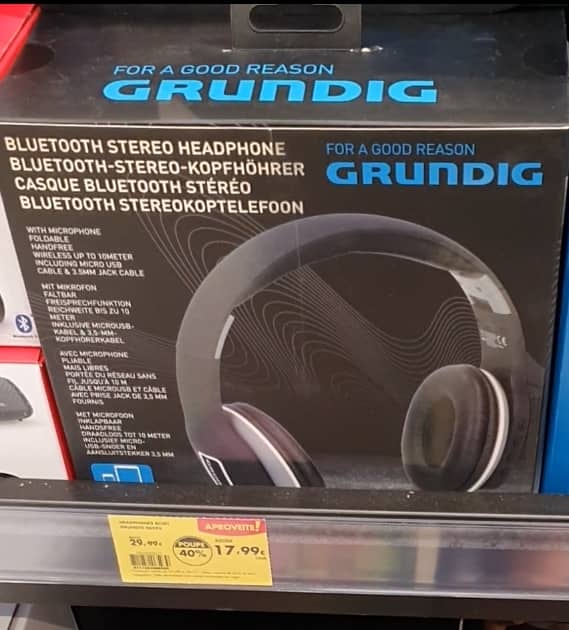 FOR A GOOD REASON
GRUNDIG
BLUETOOTH STEREO HEADPHONE
BLUETOOTH-STEREO-KOPFHÖHRER
CASQUE BLUETOOTH STÉRÉO
BLUETOOTH STEREOKOPTELEFOON
FOR A GOOD REASON
GRUNDIG
WITH MICROPHONE
FOLDABLE
HANDFREE
WIRELESS UP TO 10METER
INCLUDING MICRO USB
CABLE & 3.5MM JACK CABLE
MIT MIKROFON
FALTBAR
FREISPRECHFUNKTION
REICHWEITE BIS ZU 10
METER
INKLUSIVE MICROUSB-
KABEL & 3,5-MM-
KOPFHÖRERKABEL
AVEC MICROPHONE
PLIABLE
MAIS LIBRES
PORTÉE DU RÉSEAU SANS
FIL JUSQU'À 10 M
CÂBLE MICROUSB ET CÂBLE
AVEC PRISE JACK DE 3,5 MM
FOURNIS
MET MICROFOON
INKLAPBAAR
HANDSFREE
DRAADLOOS TOT 10 METER
INCLUSIEF MICRO-
USB-SNOER EN
AANSLUITSTEKKER 3,5 MM
APROVEITE!
29,99€
POUPE
40%
17.99€